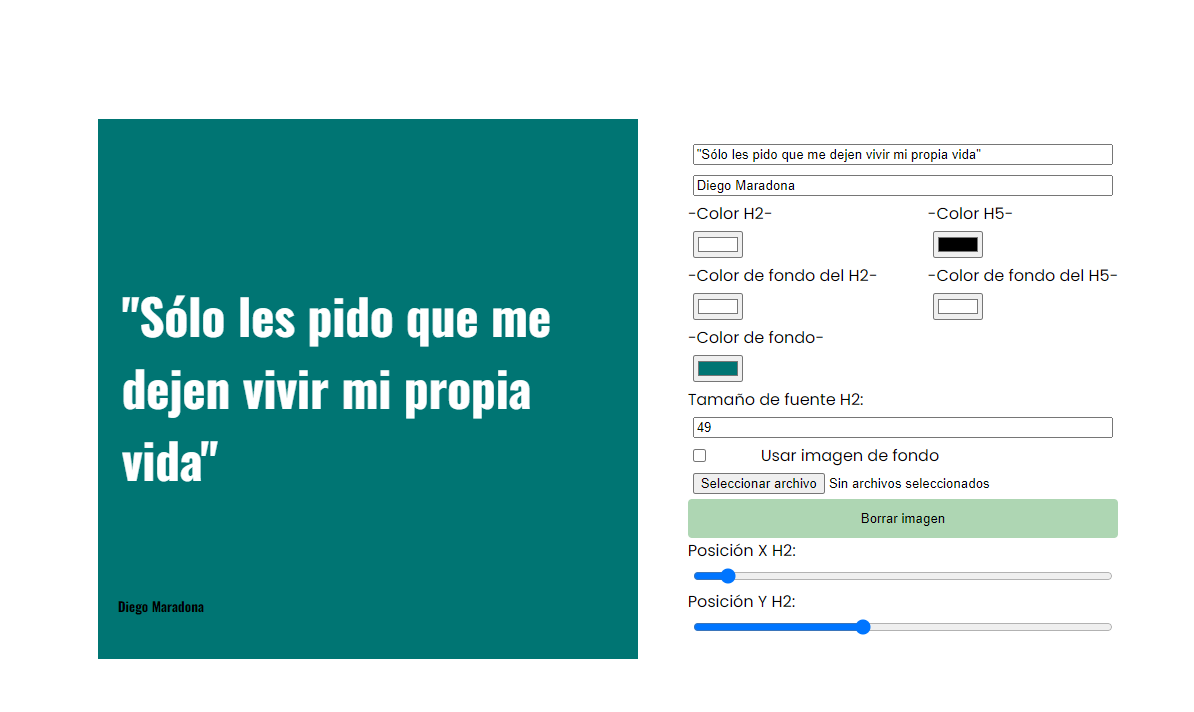 "Sólo les pido que me
dejen vivir mi propia
vida"
Diego Maradona
"Sólo les pido que me dejen vivir mi propia vida"
Diego Maradona
-Color H2-
-Color H5-
-Color de fondo del H2-
-Color de fondo del H5-
-Color de fondo-
Tamaño de fuente H2:
49
Usar imagen de fondo
Seleccionar archivo Sin archivos seleccionados
Borrar imagen
Posición X H2:
Posición Y H2: